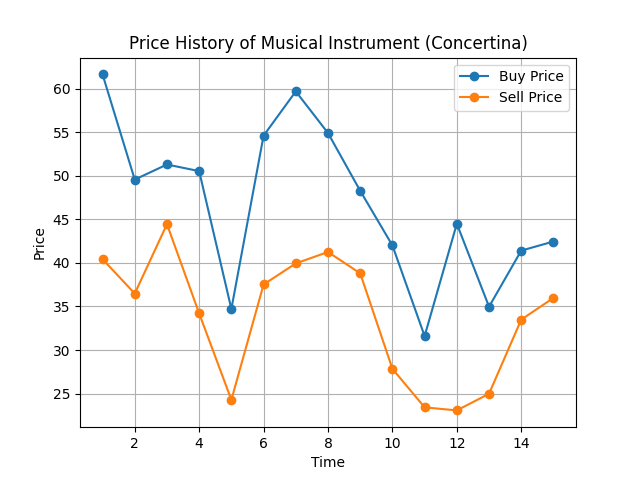 Price History of Musical Instrument (Concertina)
Buy Price
Sell Price
Price
60
55
50
45
40
35
30
25
2 4 6 8 10 12 14
Time